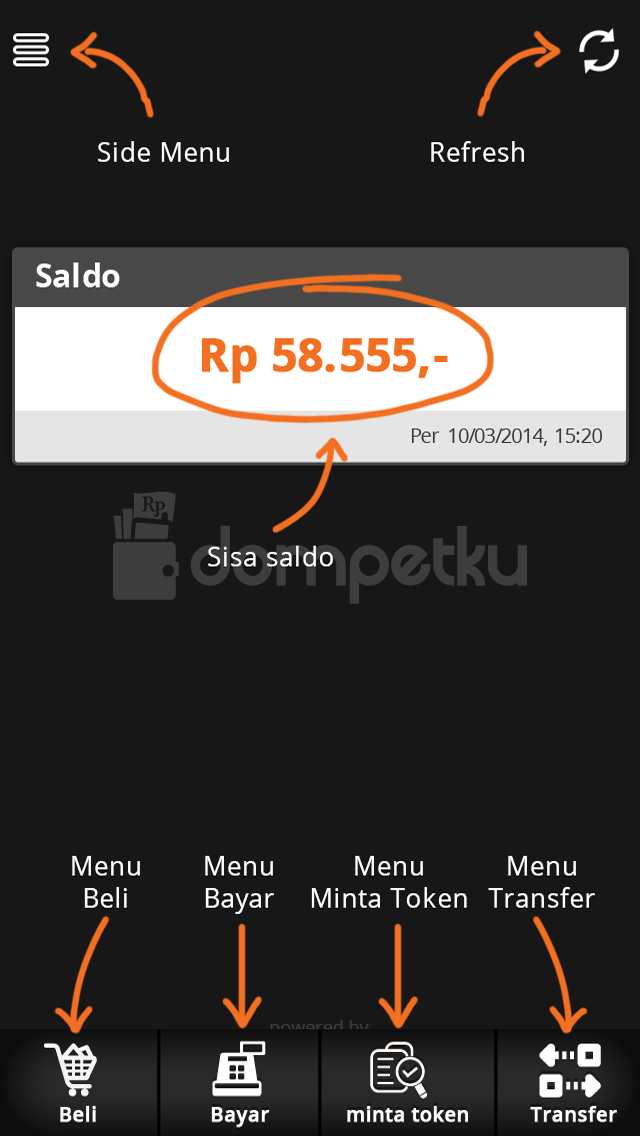 Side Menu
Refresh
Saldo
Rp 58.555,-
Per 10/03/2014, 15:20
RP
Sisa saldo
dompetku
Menu
Beli
Menu
Bayar
Menu
Minta Token
Menu
Transfer
powered by
Beli
Bayar
minta token
Transfer